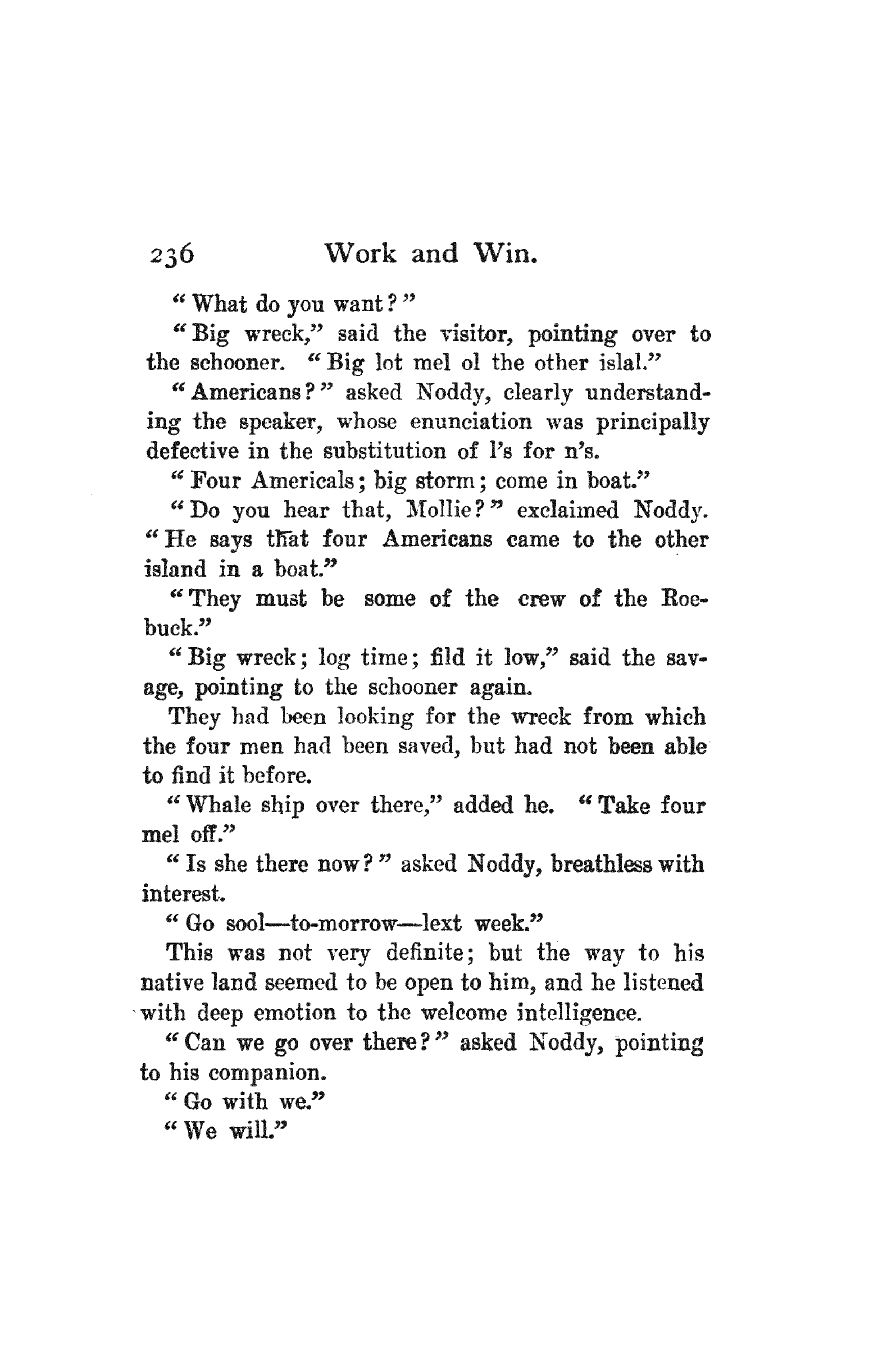 236 Work and Win.
“ What do you want ? ”
“ Big wreck,” said the visitor, pointing over to
the schooner. “ Big lot mel ol the other islal.”
“ Americans ? ” asked Noddy, clearly understand-
ing the speaker, whose enunciation was principally
defective in the substitution of l’s for n’s.
“ Four Americals ; big storm ; come in boat.”
“ Do you hear that, Mollie ? ” exclaimed Noddy.
“ He says that four Americans came to the other
island in a boat.”
“ They must be some of the crew of the Roe-
buck.”
“ Big wreck ; log time ; fild it low,” said the sav-
age, pointing to the schooner again.
They had been looking for the wreck from which
the four men had been saved, but had not been able
to find it before.
“ Whale ship over there,” added he. “ Take four
mel off.”
“ Is she there now ? ” asked Noddy, breathless with
interest.
“ Go sool—to-morrow—lext week.”
This was not very definite ; but the way to his
native land seemed to be open to him, and he listened
with deep emotion to the welcome intelligence.
“ Can we go over there ? ” asked Noddy, pointing
to his companion.
“ Go with we.”
“ We will.”